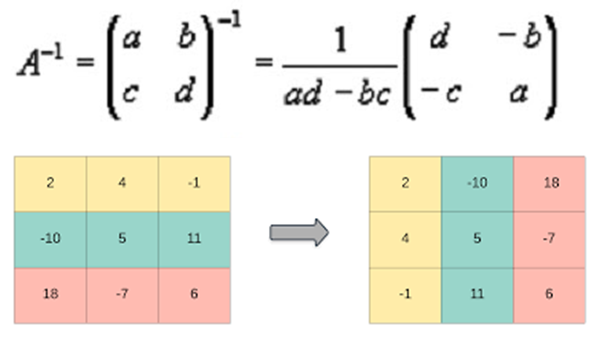 A⁻¹ = (a b
c d)⁻¹ = 1/(ad − bc) (d −b
−c a)
2 4 -1 2 -10 18
-10 5 11 4 5 -7
18 -7 6 -1 11 6